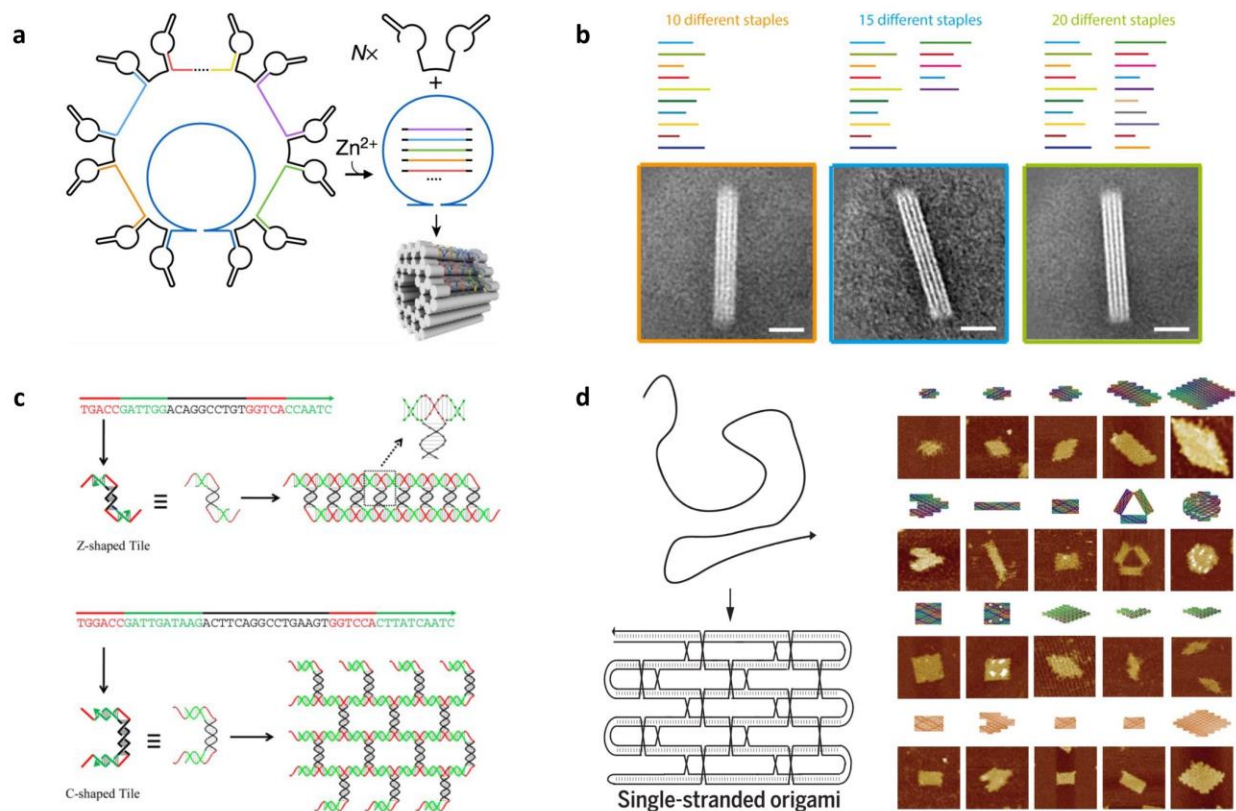 a
N×
+
Zn2+
....
....
b
10 different staples
15 different staples
20 different staples
c
TGACCGATTGGACAGGCCTGTGGTCACCAATC
≡
Z-shaped Tile
TGGACCGATTGATAAGACTTCAGGCCTGAAGTGGTCCACTTATCAATC
≡
C-shaped Tile
d
Single-stranded origami